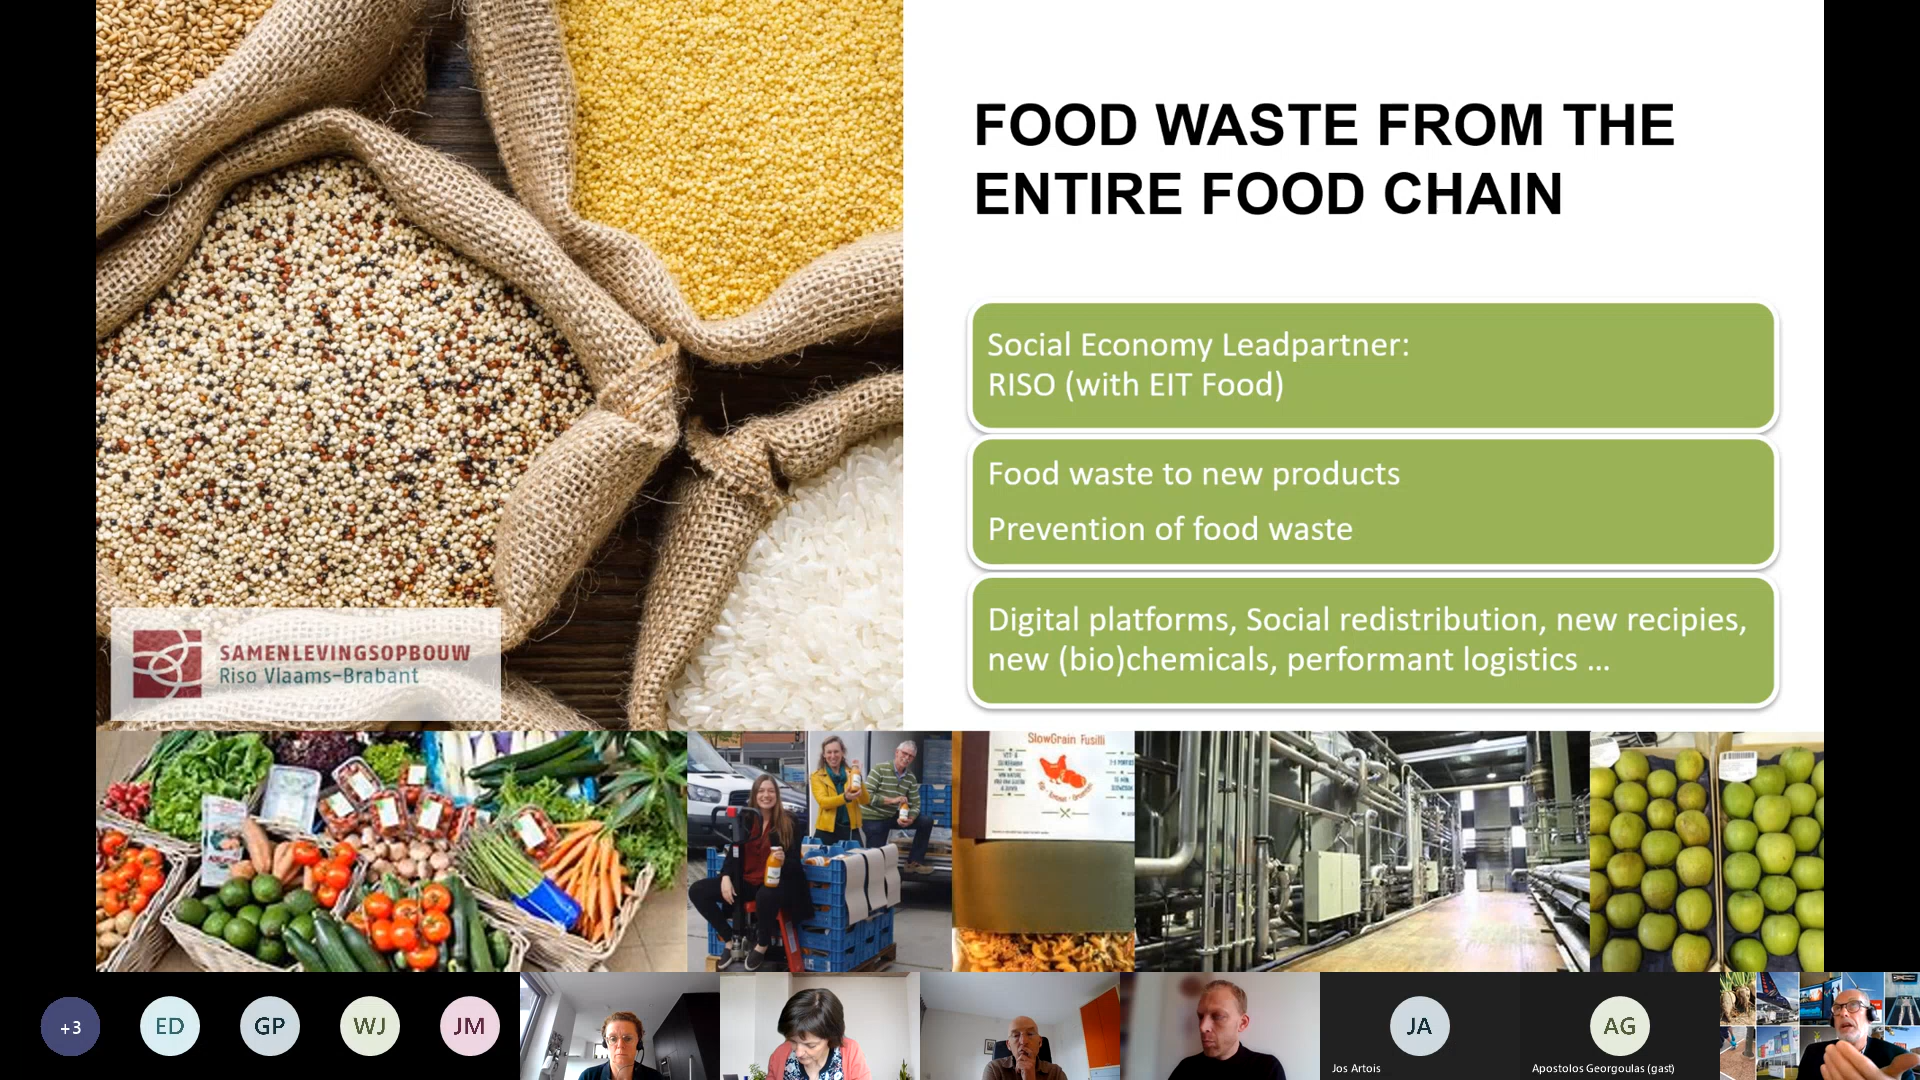 FOOD WASTE FROM THE
ENTIRE FOOD CHAIN
Social Economy Leadpartner:
RISO (with EIT Food)
Food waste to new products
Prevention of food waste
Digital platforms, Social redistribution, new recipies,
new (bio)chemicals, performant logistics ...
SAMENLEVINGSOPBOUW
Riso Vlaams-Brabant
SlowGrain Fusilli
+3
ED
GP
WJ
JM
JA
Jos Artois
AG
Apostolos Georgoulas (gast)